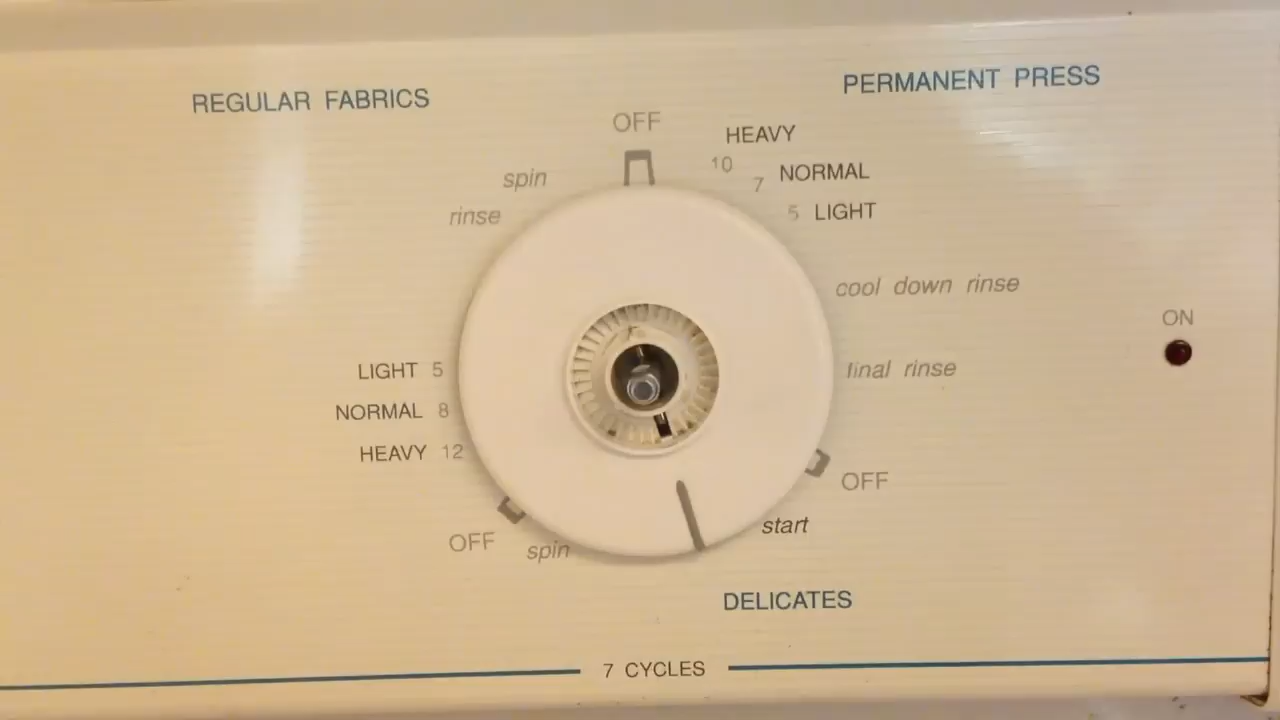 REGULAR FABRICS
PERMANENT PRESS
OFF
HEAVY
10
7 NORMAL
5 LIGHT
spin
rinse
cool down rinse
ON
final rinse
LIGHT 5
NORMAL 8
HEAVY 12
OFF
start
OFF
spin
DELICATES
7 CYCLES